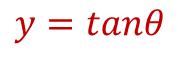 y = tanθ